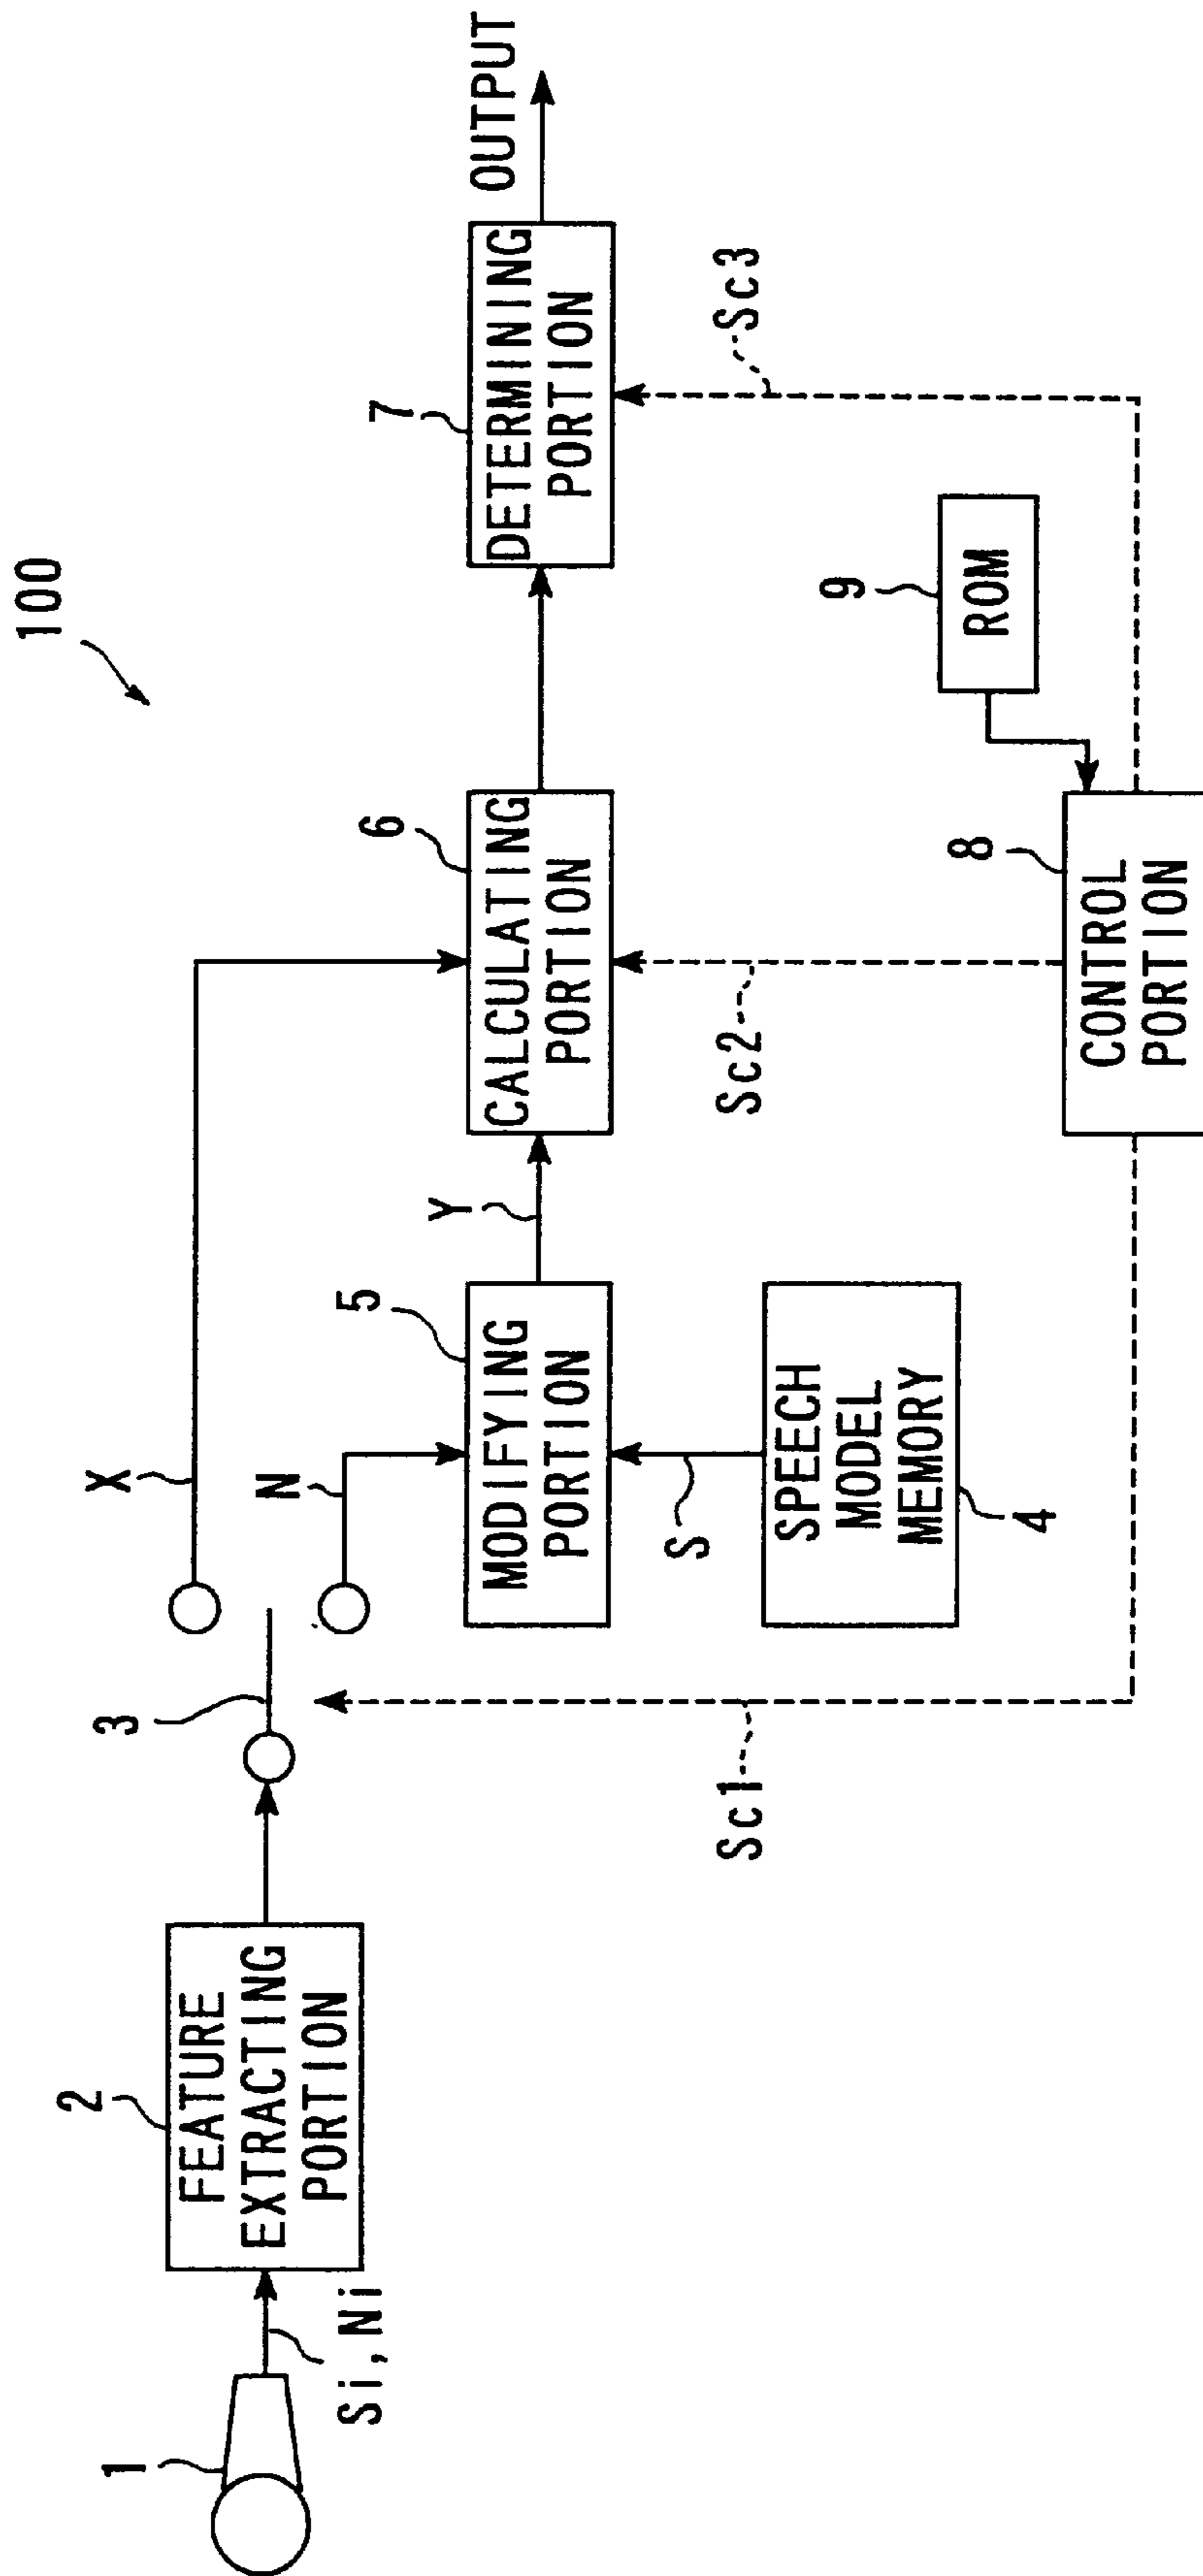 100
1
Si,Ni
2
FEATURE
EXTRACTING
PORTION
3
X
N
5
MODIFYING
PORTION
Y
6
CALCULATING
PORTION
7
DETERMINING
PORTION
OUTPUT
S
SPEECH
MODEL
MEMORY
4
Sc1
Sc2
Sc3
9
ROM
8
CONTROL
PORTION